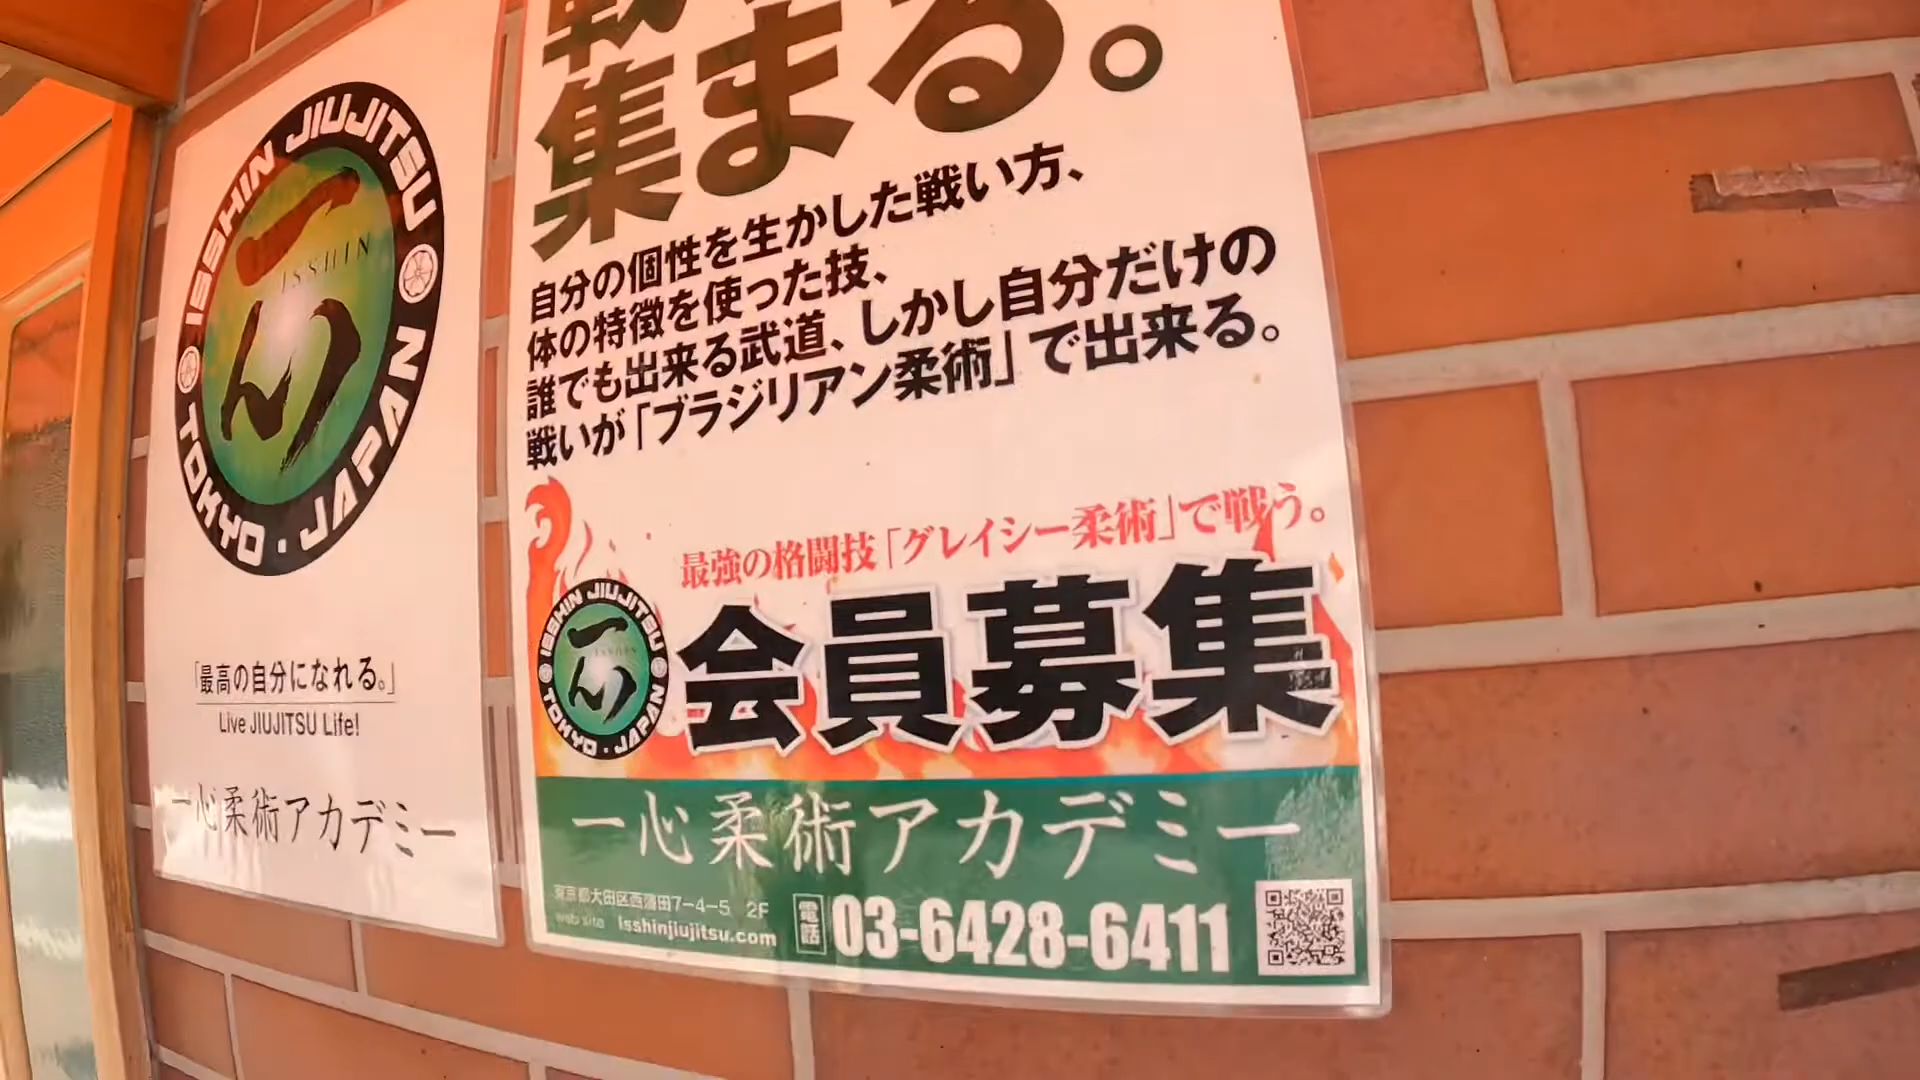 ISSHIN JIUJITSU
一心
ISSHIN
TOKYO・JAPAN
「最高の自分になれる。」
Live JIUJITSU Life!
一心柔術アカデミー
集まる。
自分の個性を生かした戦い方、
体の特徴を使った技、
誰でも出来る武道、しかし自分だけの
戦いが「ブラジリアン柔術」で出来る。
最強の格闘技「グレイシー柔術」で戦う。
ISSHIN JIUJITSU
一心
ISSHIN
TOKYO・JAPAN
会員募集
一心柔術アカデミー
東京都大田区西蒲田7-4-5 2F
web site isshinjiujitsu.com
電話 03-6428-6411